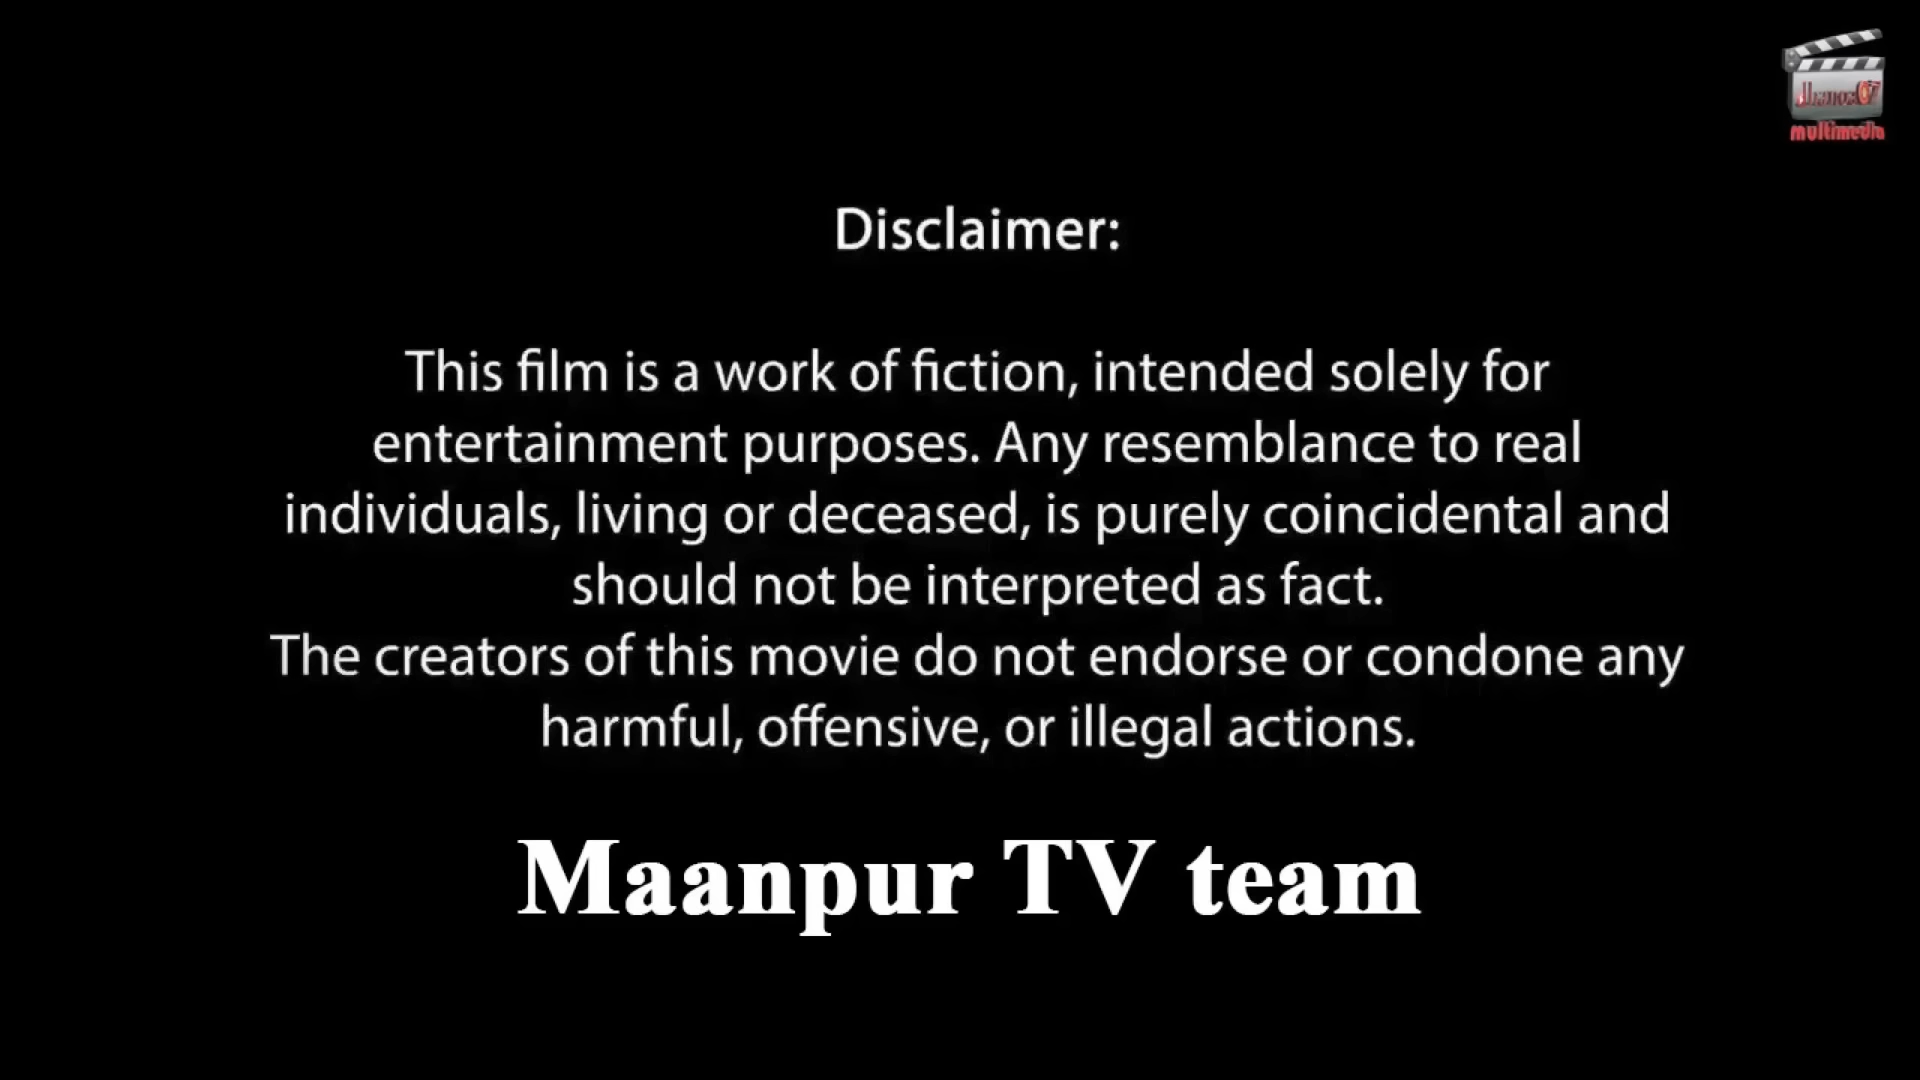 Disclaimer:
This film is a work of fiction, intended solely for
entertainment purposes. Any resemblance to real
individuals, living or deceased, is purely coincidental and
should not be interpreted as fact.
The creators of this movie do not endorse or condone any
harmful, offensive, or illegal actions.
Maanpur TV team
multimedia